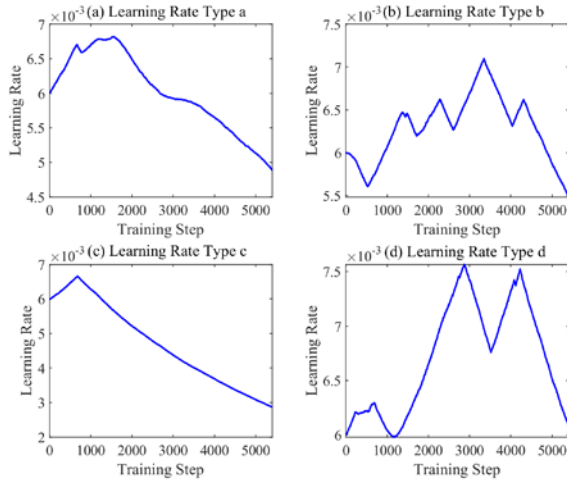 ×10⁻³ (a) Learning Rate Type a
7
6.5
6
5.5
5
4.5
Learning Rate
0 1000 2000 3000 4000 5000
Training Step
×10⁻³ (b) Learning Rate Type b
7
6.5
6
5.5
Learning Rate
0 1000 2000 3000 4000 5000
Training Step
×10⁻³ (c) Learning Rate Type c
7
6
5
4
3
2
Learning Rate
0 1000 2000 3000 4000 5000
Training Step
×10⁻³ (d) Learning Rate Type d
7.5
7
6.5
6
Learning Rate
0 1000 2000 3000 4000 5000
Training Step